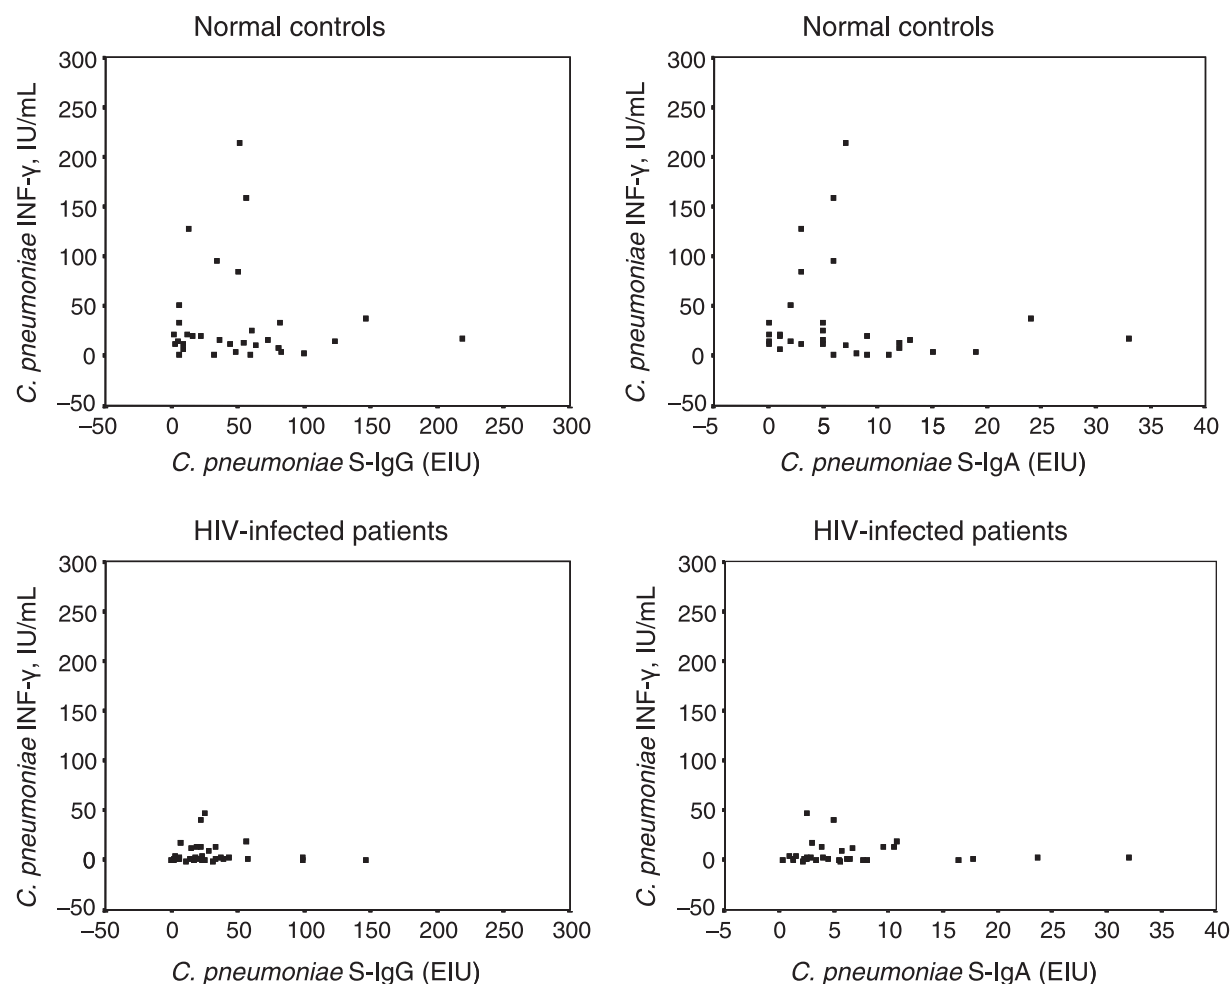 Normal controls
300
250
200
150
100
50
0
–50
C. pneumoniae INF-γ, IU/mL
–50 0 50 100 150 200 250 300
C. pneumoniae S-IgG (EIU)
Normal controls
300
250
200
150
100
50
0
–50
C. pneumoniae INF-γ, IU/mL
–5 0 5 10 15 20 25 30 35 40
C. pneumoniae S-IgA (EIU)
HIV-infected patients
300
250
200
150
100
50
0
–50
C. pneumoniae INF-γ, IU/mL
–50 0 50 100 150 200 250 300
C. pneumoniae S-IgG (EIU)
HIV-infected patients
300
250
200
150
100
50
0
–50
C. pneumoniae INF-γ, IU/mL
–5 0 5 10 15 20 25 30 35 40
C. pneumoniae S-IgA (EIU)